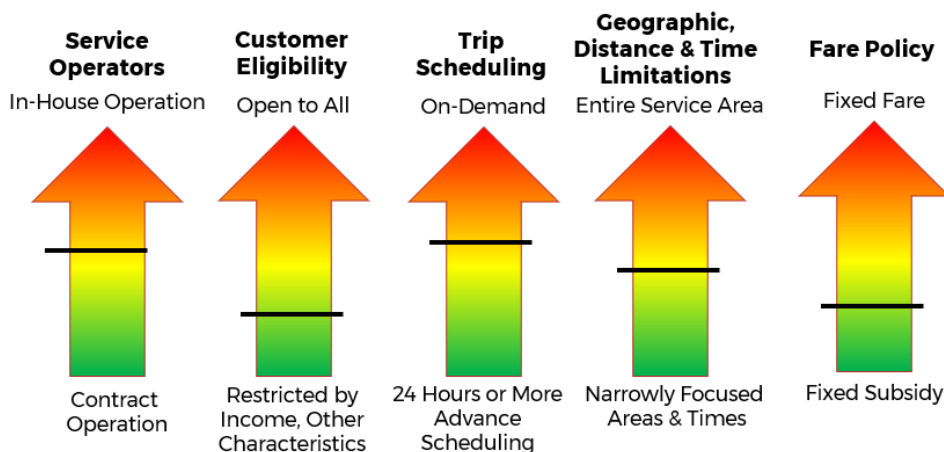 Service
Operators
In-House Operation
Contract
Operation
Customer
Eligibility
Open to All
Restricted by
Income, Other
Characteristics
Trip
Scheduling
On-Demand
24 Hours or More
Advance
Scheduling
Geographic,
Distance & Time
Limitations
Entire Service Area
Narrowly Focused
Areas & Times
Fare Policy
Fixed Fare
Fixed Subsidy